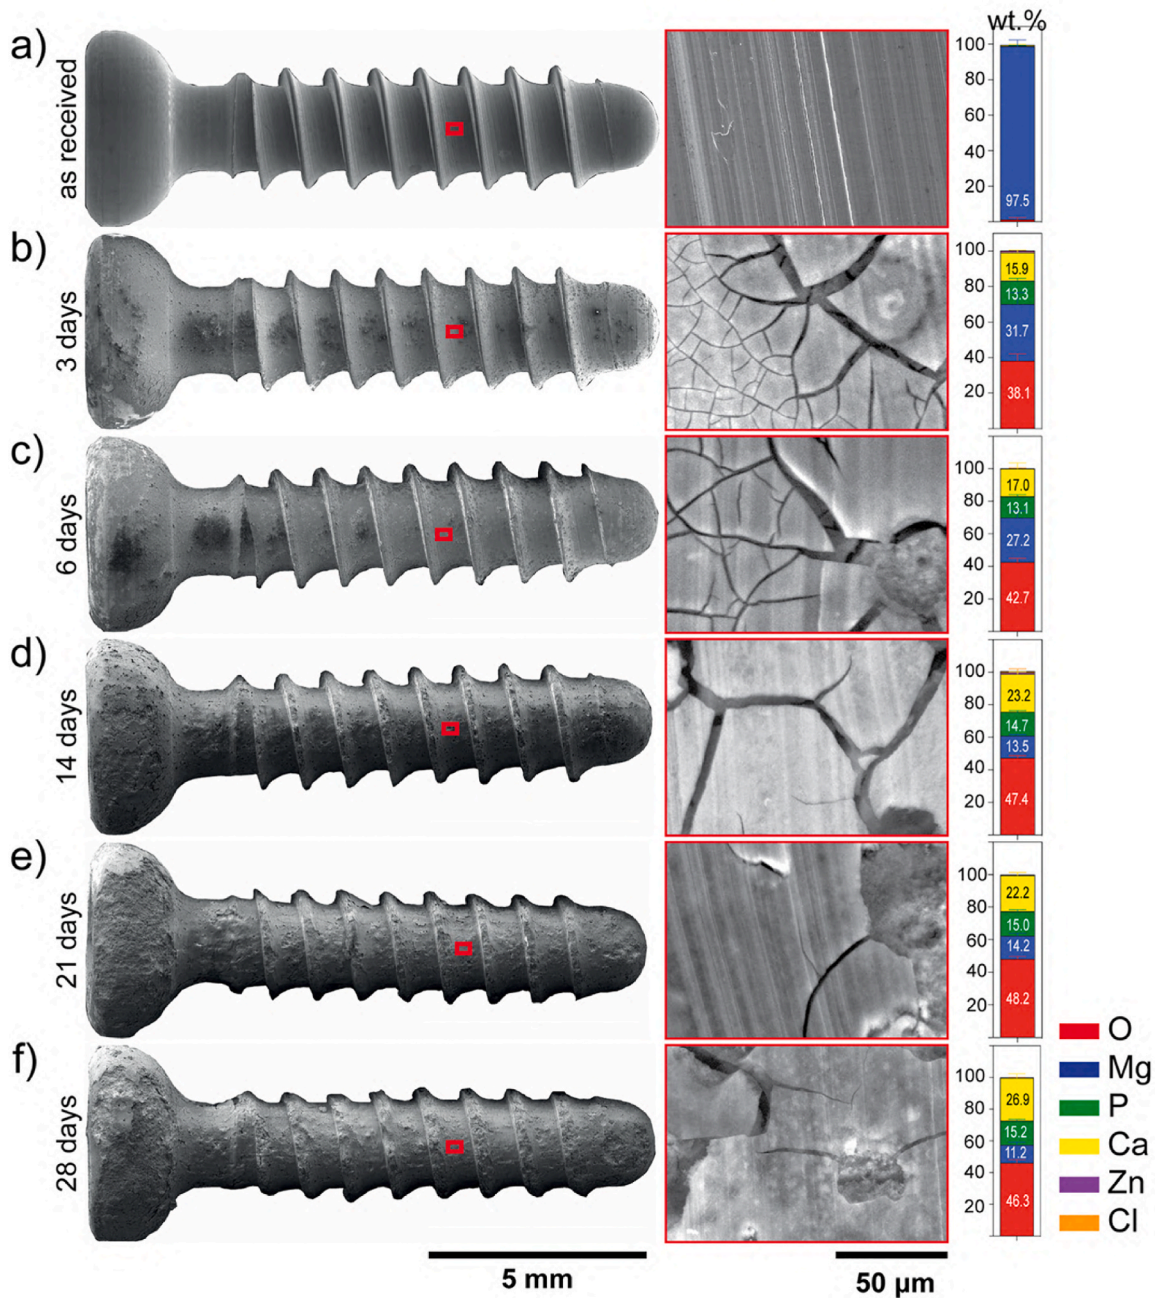 wt.%
a)
as received
100
80
60
40
20
97.5
b)
3 days
100
80
60
40
20
15.9
13.3
31.7
38.1
c)
6 days
100
80
60
40
20
17.0
13.1
27.2
42.7
d)
14 days
100
80
60
40
20
23.2
14.7
13.5
47.4
e)
21 days
100
80
60
40
20
22.2
15.0
14.2
48.2
f)
28 days
100
80
60
40
20
26.9
15.2
11.2
46.3
O
Mg
P
Ca
Zn
Cl
5 mm
50 µm